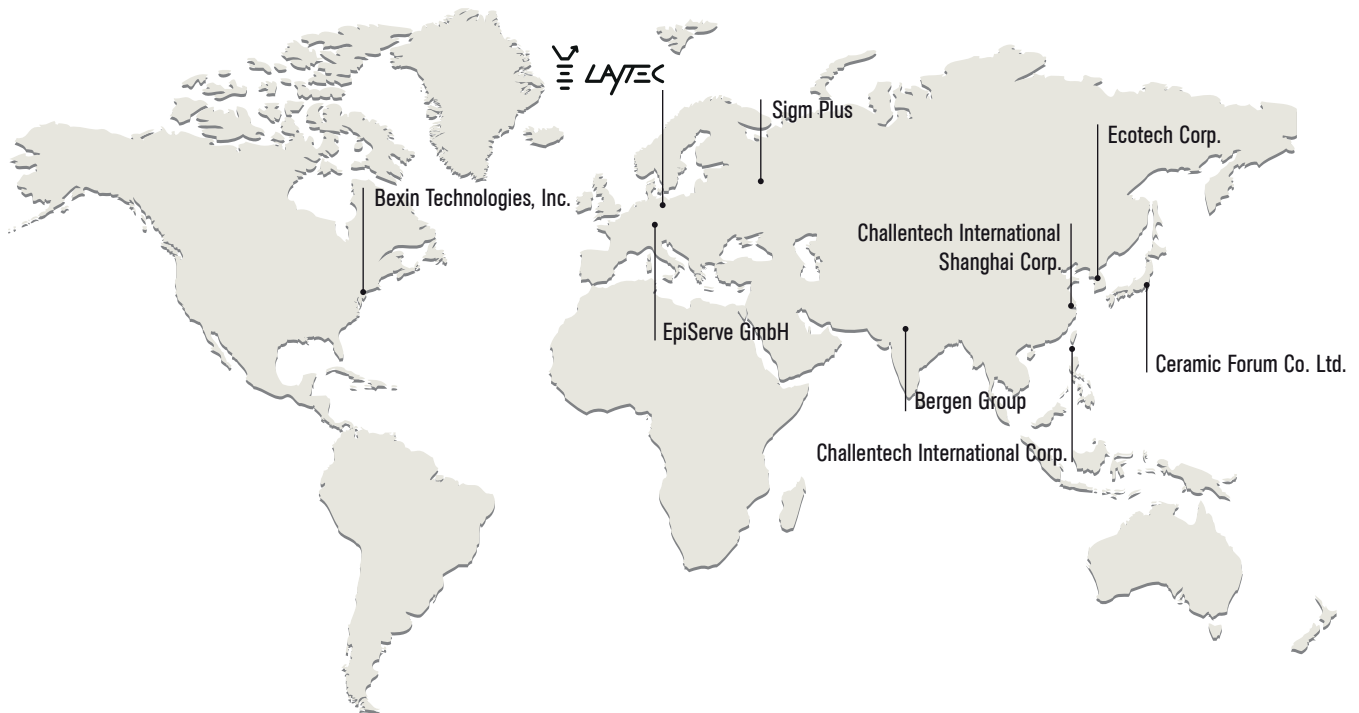 LAYTEC
Sigm Plus
Ecotech Corp.
Bexin Technologies, Inc.
Challentech International
Shanghai Corp.
EpiServe GmbH
Ceramic Forum Co. Ltd.
Bergen Group
Challentech International Corp.